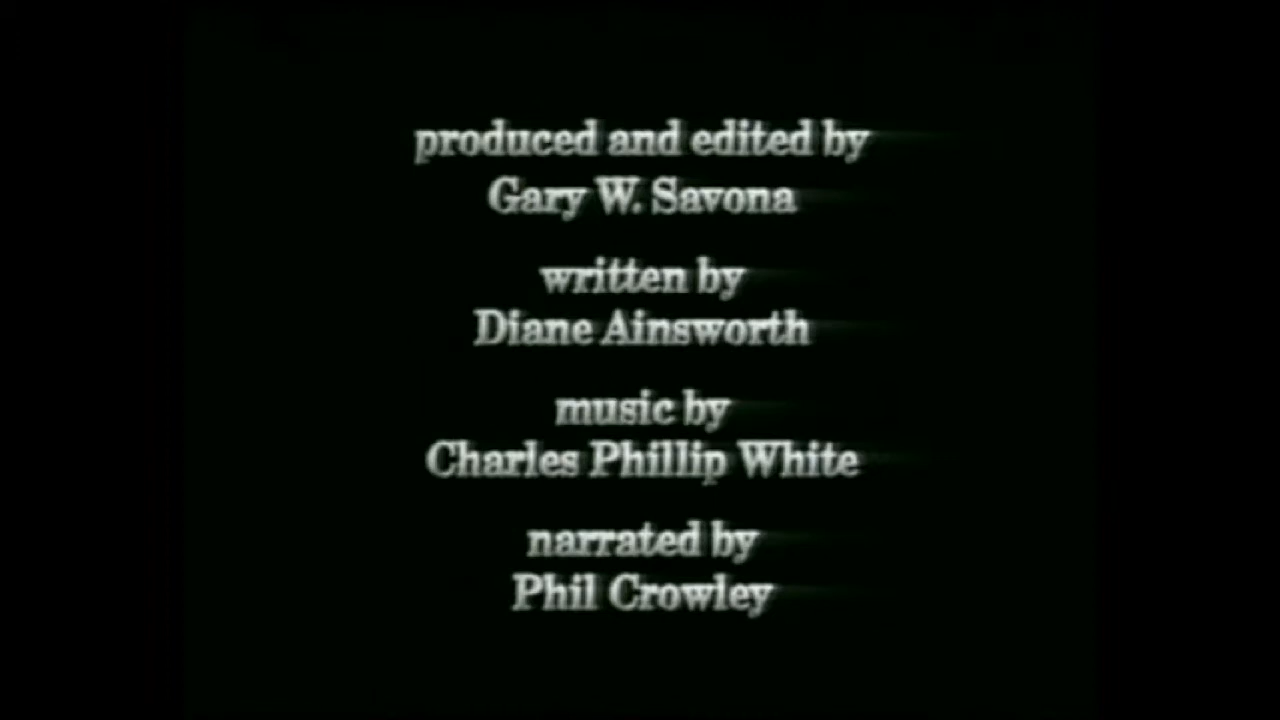 produced and edited by
Gary W. Savona
written by
Diane Ainsworth
music by
Charles Phillip White
narrated by
Phil Crowley